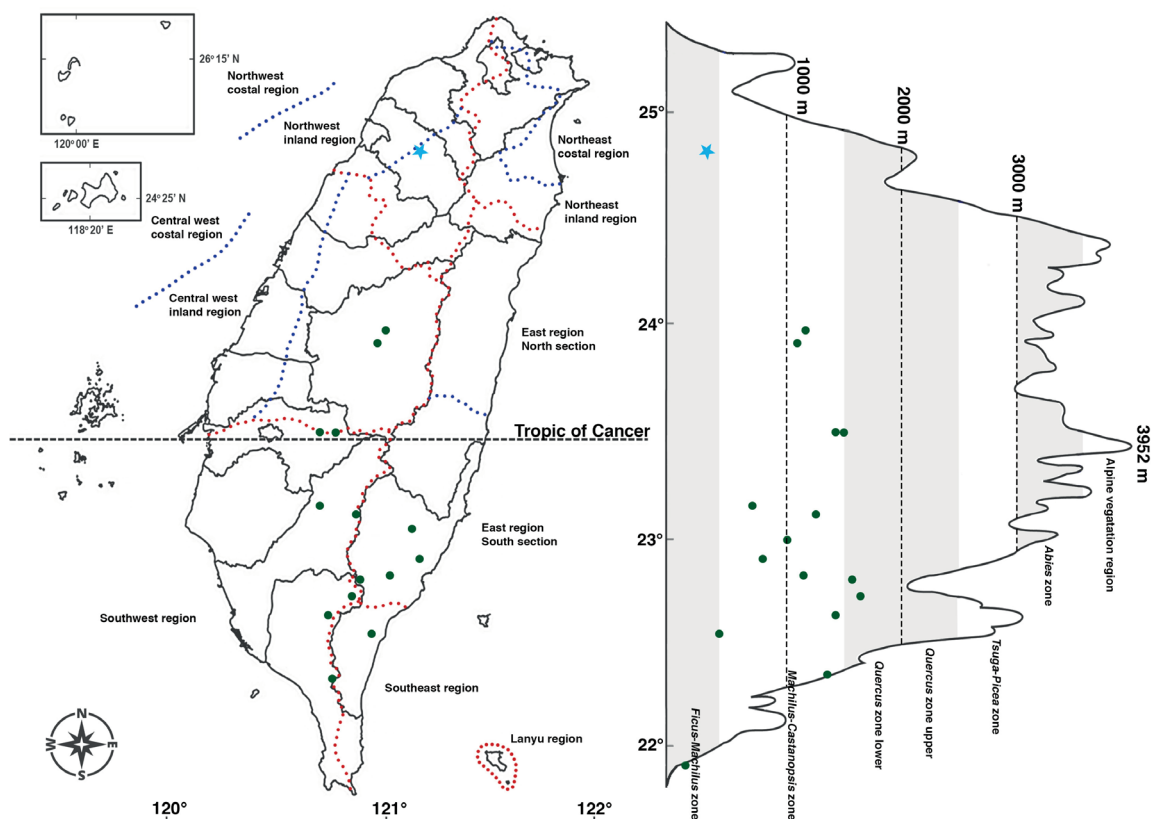 26° 15' N
120° 00' E
24° 25' N
118° 20' E
Northwest
costal region
Northwest
inland region
Central west
costal region
Central west
inland region
Northeast
costal region
Northeast
inland region
East region
North section
Tropic of Cancer
East region
South section
Southwest region
Southeast region
Lanyu region
N
W
E
S
120°
121°
122°
25°
24°
23°
22°
1000 m
2000 m
3000 m
3952 m
Ficus-Machilus zone
Machilus-Castanopsis zone
Quercus zone lower
Quercus zone upper
Tsuga-Picea zone
Abies zone
Alpine vegatation region